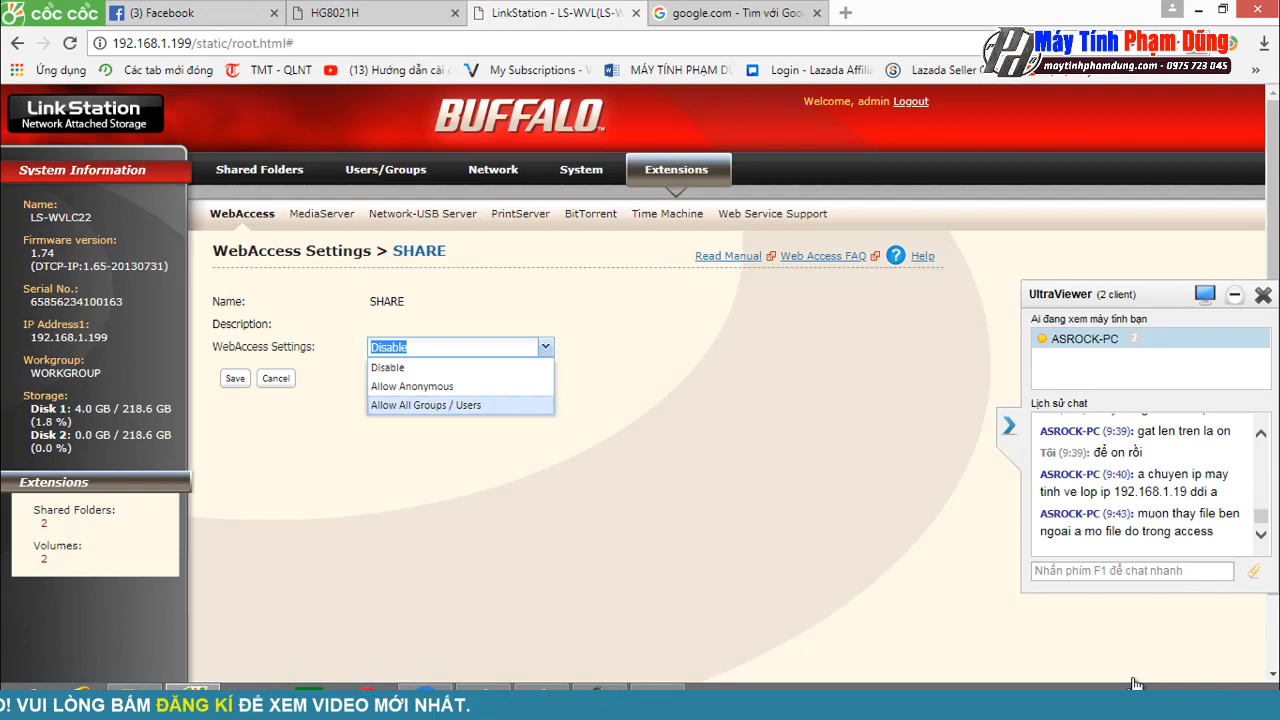 cốc cốc
(3) Facebook
HG8021H
LinkStation - LS-WVL(LS-W
google.com - Tìm với Goo
192.168.1.199/static/root.html#
Máy Tính Phạm Dũng
maytinhphamdung.com - 0975 723 045
Ứng dụng
Các tab mới đóng
TMT - QLNT
(13) Hướng dẫn cài
My Subscriptions -
MÁY TÍNH PHẠM DŨ
Login - Lazada Affilia
Lazada Seller C
LinkStation
Network Attached Storage
BUFFALO
Welcome, admin Logout
System Information
Shared Folders
Users/Groups
Network
System
Extensions
WebAccess
MediaServer
Network-USB Server
PrintServer
BitTorrent
Time Machine
Web Service Support
Name:
LS-WVLC22
Firmware version:
1.74
(DTCP-IP:1.65-20130731)
Serial No.:
65856234100163
IP Address1:
192.168.1.199
Workgroup:
WORKGROUP
Storage:
Disk 1: 4.0 GB / 218.6 GB
(1.8 %)
Disk 2: 0.0 GB / 218.6 GB
(0.0 %)
Extensions
Shared Folders:
2
Volumes:
2
WebAccess Settings > SHARE
Read Manual
Web Access FAQ
? Help
Name: SHARE
Description:
WebAccess Settings: Disable
Disable
Allow Anonymous
Allow All Groups / Users
Save
Cancel
UltraViewer (2 client)
Ai đang xem máy tính bạn
ASROCK-PC 2
Lịch sử chat
ASROCK-PC (9:39): gat len tren la on
Tôi (9:39): để on rồi
ASROCK-PC (9:40): a chuyen ip may
tinh ve lop ip 192.168.1.19 ddi a
ASROCK-PC (9:43): muon thay file ben
ngoai a mo file do trong access
Nhấn phím F1 để chat nhanh
O! VUI LÒNG BẤM ĐĂNG KÍ ĐỂ XEM VIDEO MỚI NHẤT.